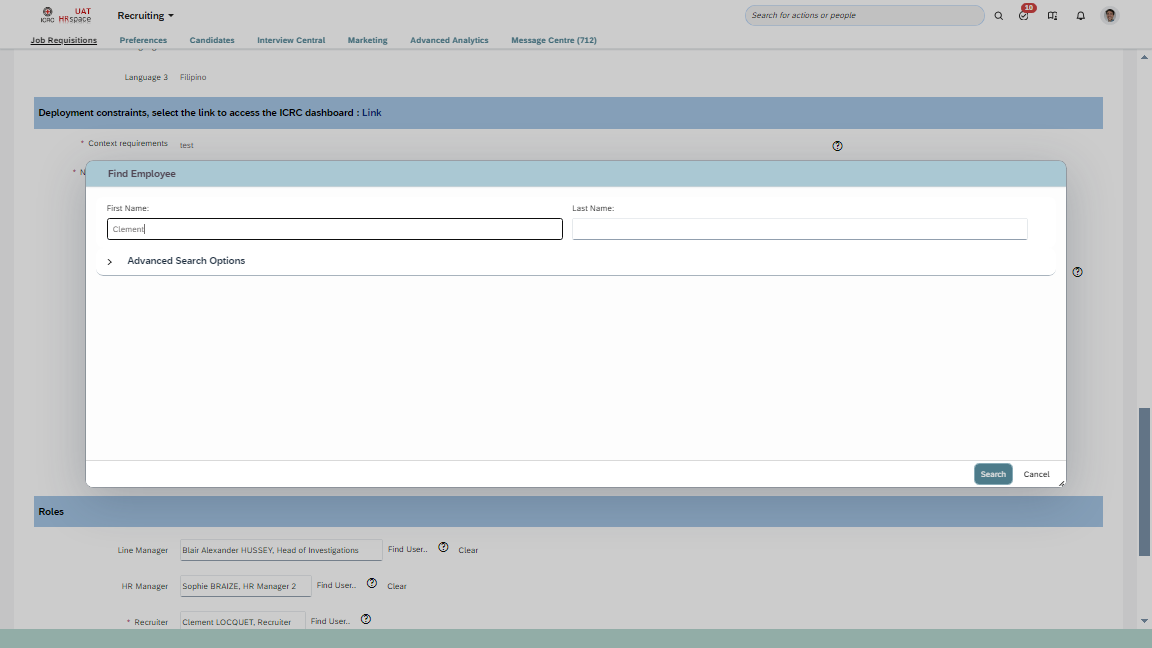 ICRC
UAT
HRspace
Recruiting
Search for actions or people
10
Job Requisitions
Preferences
Candidates
Interview Central
Marketing
Advanced Analytics
Message Centre (712)
Language 3
Filipino
Deployment constraints, select the link to access the ICRC dashboard : Link
* Context requirements
test
* N
Find Employee
First Name:
Last Name:
Clement
Advanced Search Options
Search
Cancel
Roles
Line Manager
Blair Alexander HUSSEY, Head of Investigations
Find User..
Clear
HR Manager
Sophie BRAIZE, HR Manager 2
Find User..
Clear
* Recruiter
Clement LOCQUET, Recruiter
Find User..